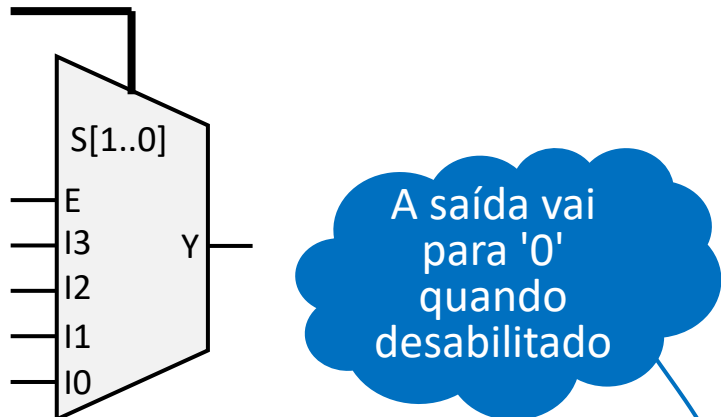 S[1..0]
E
I3
Y
I2
I1
I0
A saída vai
para '0'
quando
desabilitado